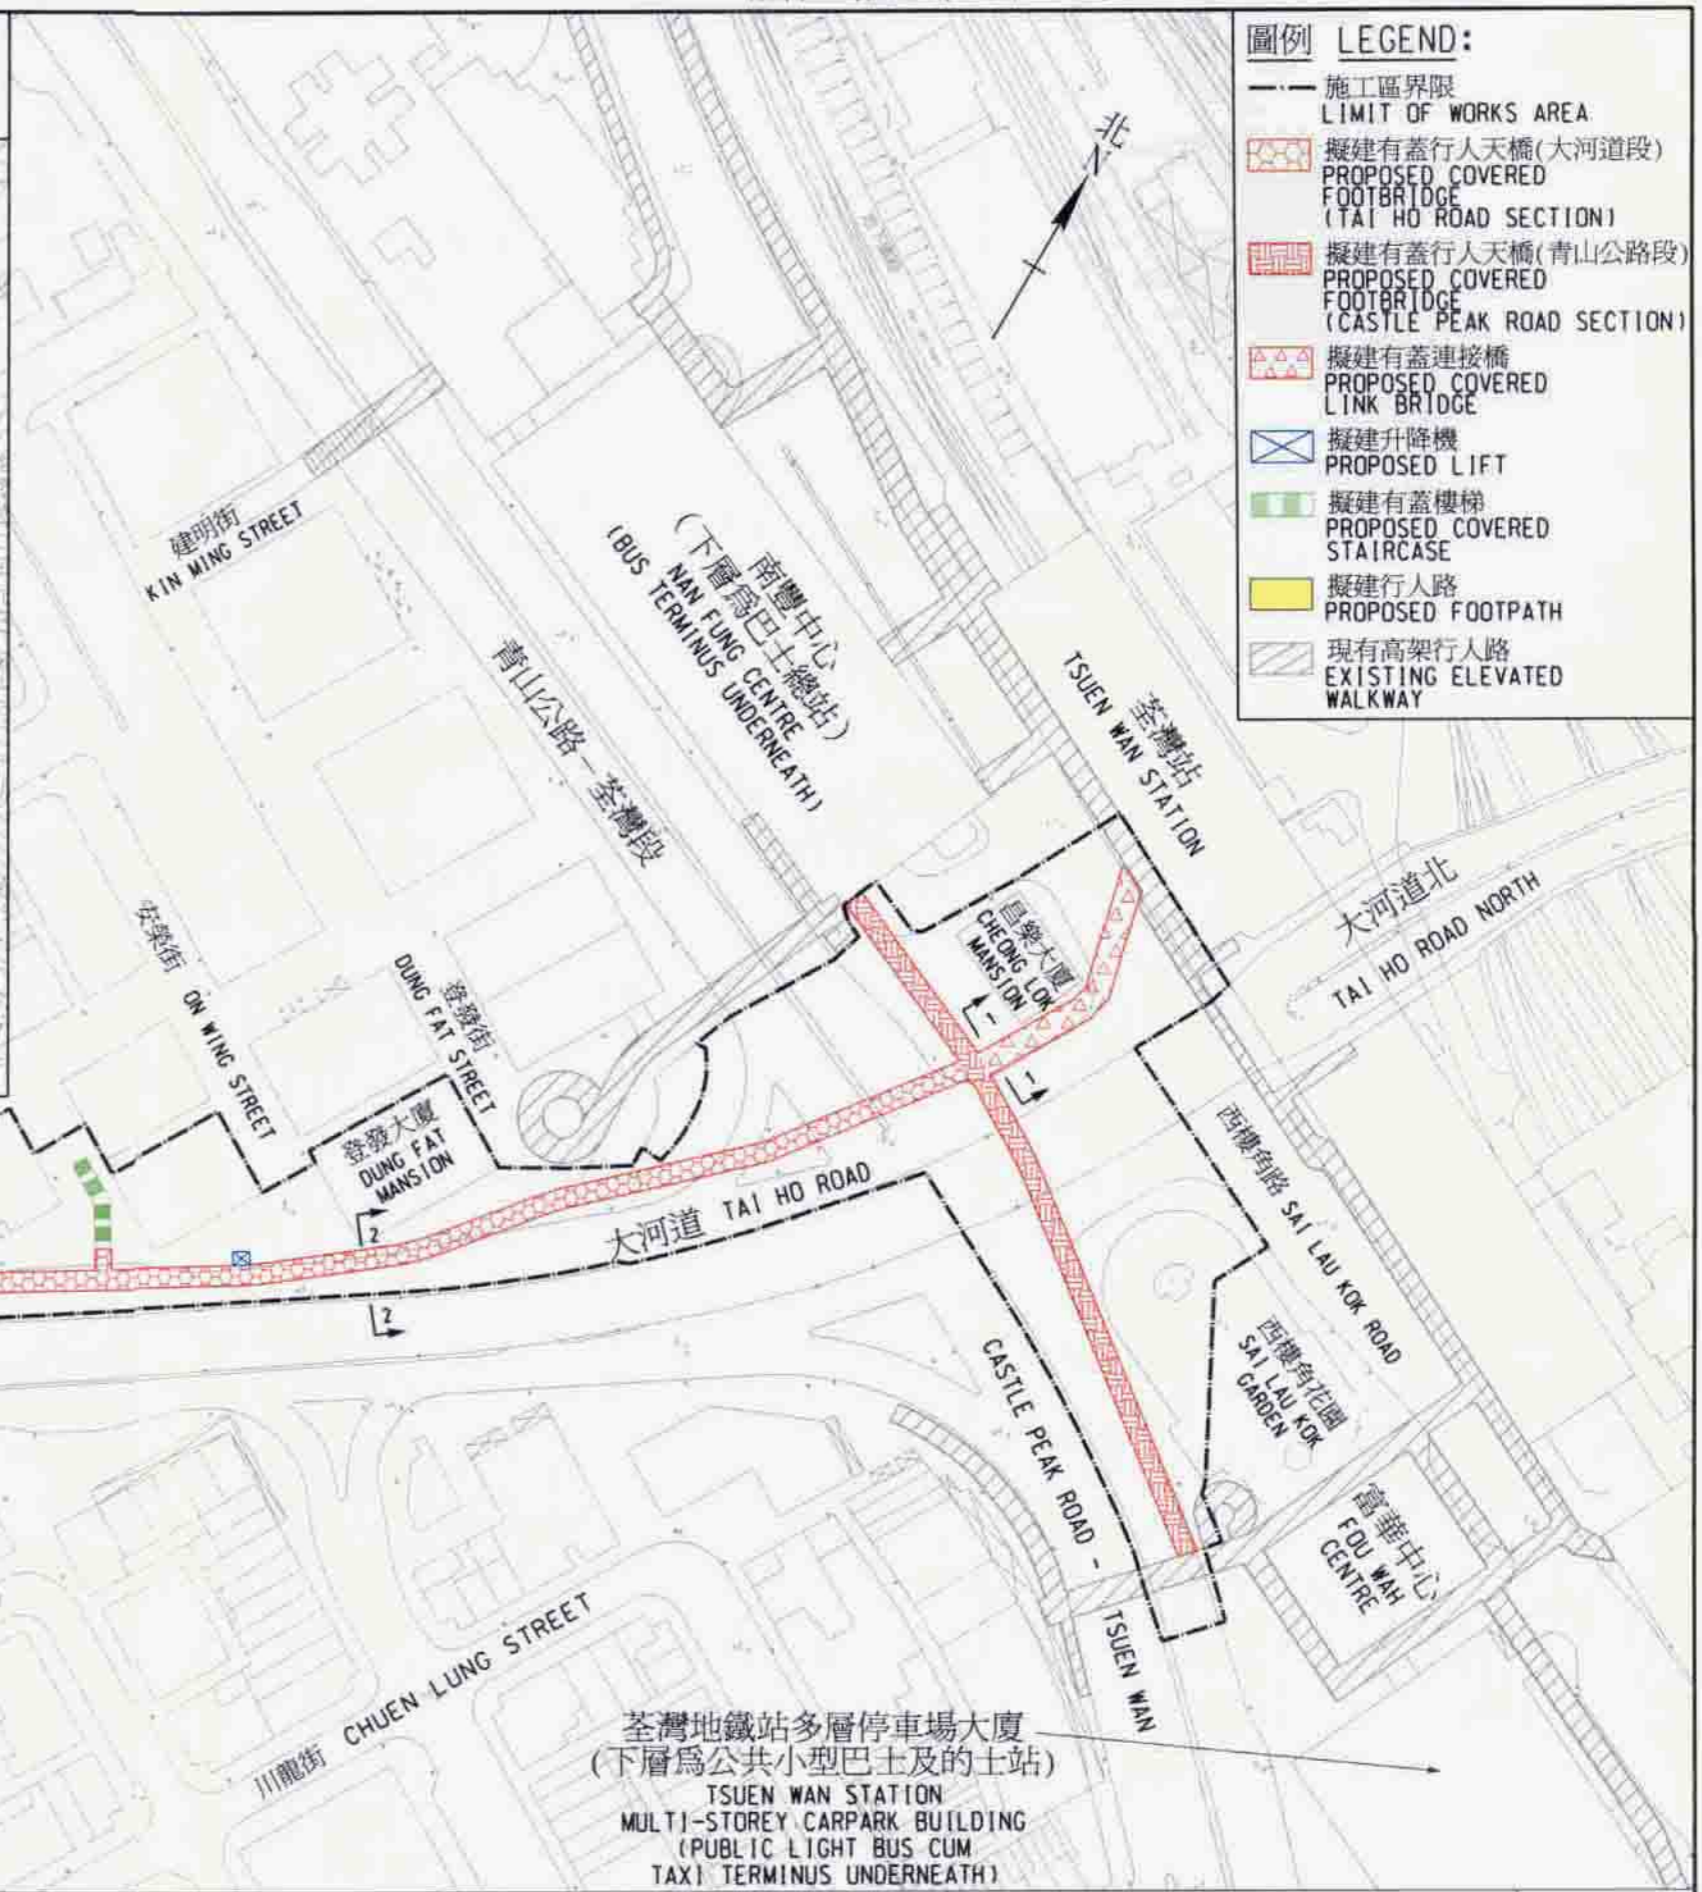 圖例 LEGEND:
施工區界限
LIMIT OF WORKS AREA
擬建有蓋行人天橋(大河道段)
PROPOSED COVERED
FOOTBRIDGE
(TAI HO ROAD SECTION)
擬建有蓋行人天橋(青山公路段)
PROPOSED COVERED
FOOTBRIDGE
(CASTLE PEAK ROAD SECTION)
擬建有蓋連接橋
PROPOSED COVERED
LINK BRIDGE
擬建升降機
PROPOSED LIFT
擬建有蓋樓梯
PROPOSED COVERED
STAIRCASE
擬建行人路
PROPOSED FOOTPATH
現有高架行人路
EXISTING ELEVATED
WALKWAY
北
N
建明街
KIN MING STREET
南豐中心
(下層爲巴士總站)
NAN FUNG CENTRE
(BUS TERMINUS UNDERNEATH)
青山公路－荃灣段
荃灣站
TSUEN WAN STATION
大河道北
TAI HO ROAD NORTH
昌樂大廈
CHEONG LOK
MANSION
1
1
安榮街
ON WING STREET
登發街
DUNG FAT STREET
登發大廈
DUNG FAT
MANSION
2
2
大河道 TAI HO ROAD
西樓角路 SAI LAU KOK ROAD
西樓角花園
SAI LAU KOK
GARDEN
CASTLE PEAK ROAD -
TSUEN WAN
富華中心
FOU WAH
CENTRE
川龍街 CHUEN LUNG STREET
荃灣地鐵站多層停車場大廈
(下層爲公共小型巴士及的士站)
TSUEN WAN STATION
MULTI-STOREY CARPARK BUILDING
(PUBLIC LIGHT BUS CUM
TAXI TERMINUS UNDERNEATH)